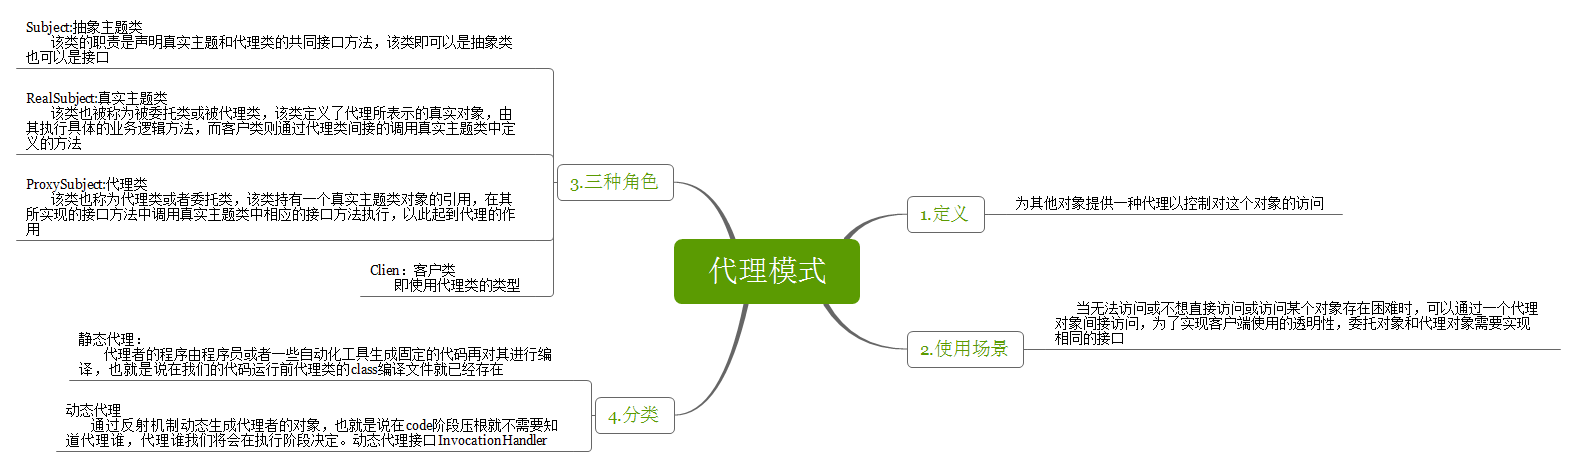 代理模式
1.定义
为其他对象提供一种代理以控制对这个对象的访问
2.使用场景
当无法访问或不想直接访问或访问某个对象存在困难时，可以通过一个代理
对象间接访问，为了实现客户端使用的透明性，委托对象和代理对象需要实现
相同的接口
3.三种角色
Subject:抽象主题类
该类的职责是声明真实主题和代理类的共同接口方法，该类即可以是抽象类
也可以是接口
RealSubject:真实主题类
该类也被称为被委托类或被代理类，该类定义了代理所表示的真实对象，由
其执行具体的业务逻辑方法，而客户类则通过代理类间接的调用真实主题类中定
义的方法
ProxySubject:代理类
该类也称为代理类或者委托类，该类持有一个真实主题类对象的引用，在其
所实现的接口方法中调用真实主题类中相应的接口方法执行，以此起到代理的作
用
Clien：客户类
即使用代理类的类型
4.分类
静态代理：
代理者的程序由程序员或者一些自动化工具生成固定的代码再对其进行编
译，也就是说在我们的代码运行前代理类的class编译文件就已经存在
动态代理
通过反射机制动态生成代理者的对象，也就是说在code阶段压根就不需要知
道代理谁，代理谁我们将会在执行阶段决定。动态代理接口InvocationHandler